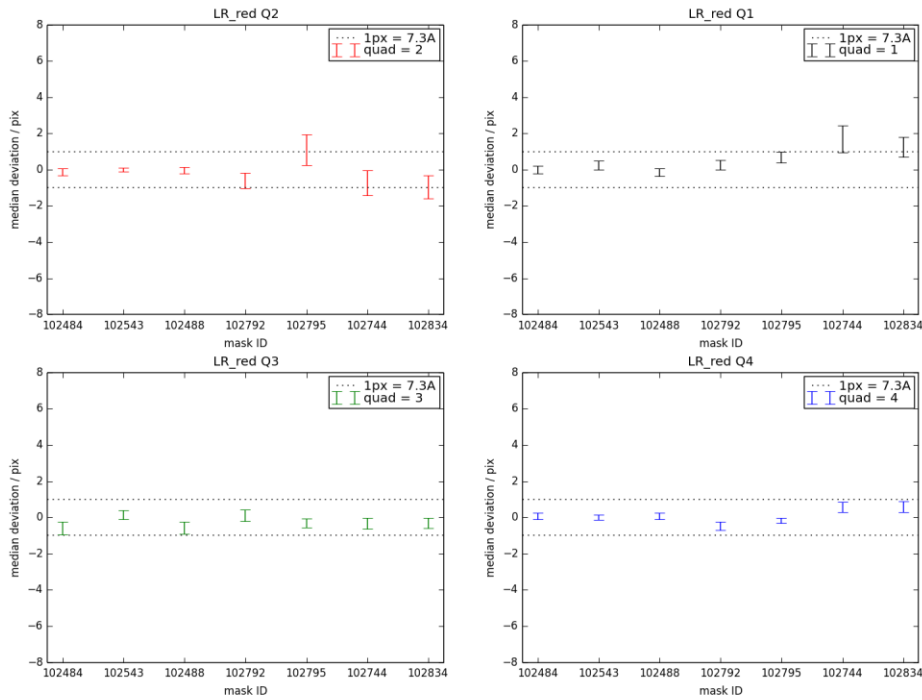 LR_red Q2
8
6
4
2
0
−2
−4
−6
−8
median deviation / pix
1px = 7.3A
quad = 2
102484 102543 102488 102792 102795 102744 102834
mask ID
LR_red Q1
8
6
4
2
0
−2
−4
−6
−8
median deviation / pix
1px = 7.3A
quad = 1
102484 102543 102488 102792 102795 102744 102834
mask ID
LR_red Q3
8
6
4
2
0
−2
−4
−6
−8
median deviation / pix
1px = 7.3A
quad = 3
102484 102543 102488 102792 102795 102744 102834
mask ID
LR_red Q4
8
6
4
2
0
−2
−4
−6
−8
median deviation / pix
1px = 7.3A
quad = 4
102484 102543 102488 102792 102795 102744 102834
mask ID